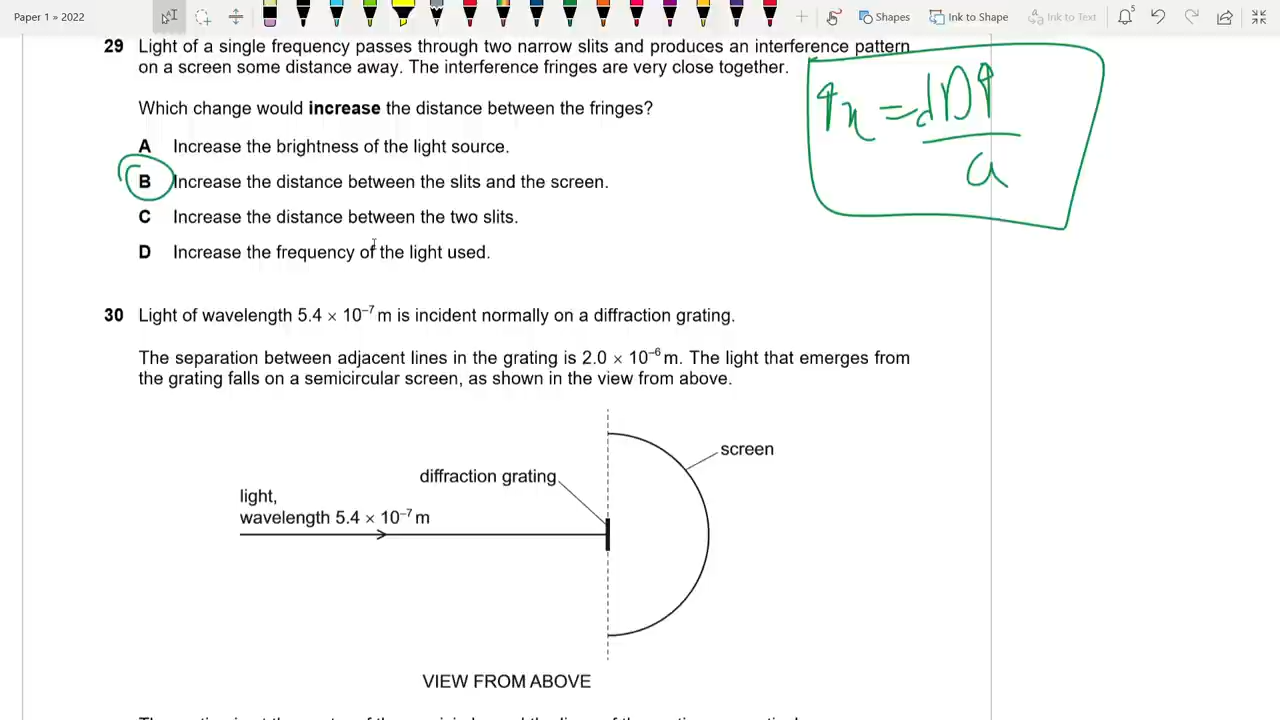 Paper 1 » 2022
Shapes
Ink to Shape
Ink to Text
5
29 Light of a single frequency passes through two narrow slits and produces an interference pattern
on a screen some distance away. The interference fringes are very close together.
Which change would increase the distance between the fringes?
A Increase the brightness of the light source.
B Increase the distance between the slits and the screen.
C Increase the distance between the two slits.
D Increase the frequency of the light used.
30 Light of wavelength 5.4 × 10⁻⁷ m is incident normally on a diffraction grating.
The separation between adjacent lines in the grating is 2.0 × 10⁻⁶ m. The light that emerges from
the grating falls on a semicircular screen, as shown in the view from above.
screen
diffraction grating
light,
wavelength 5.4 × 10⁻⁷ m
VIEW FROM ABOVE